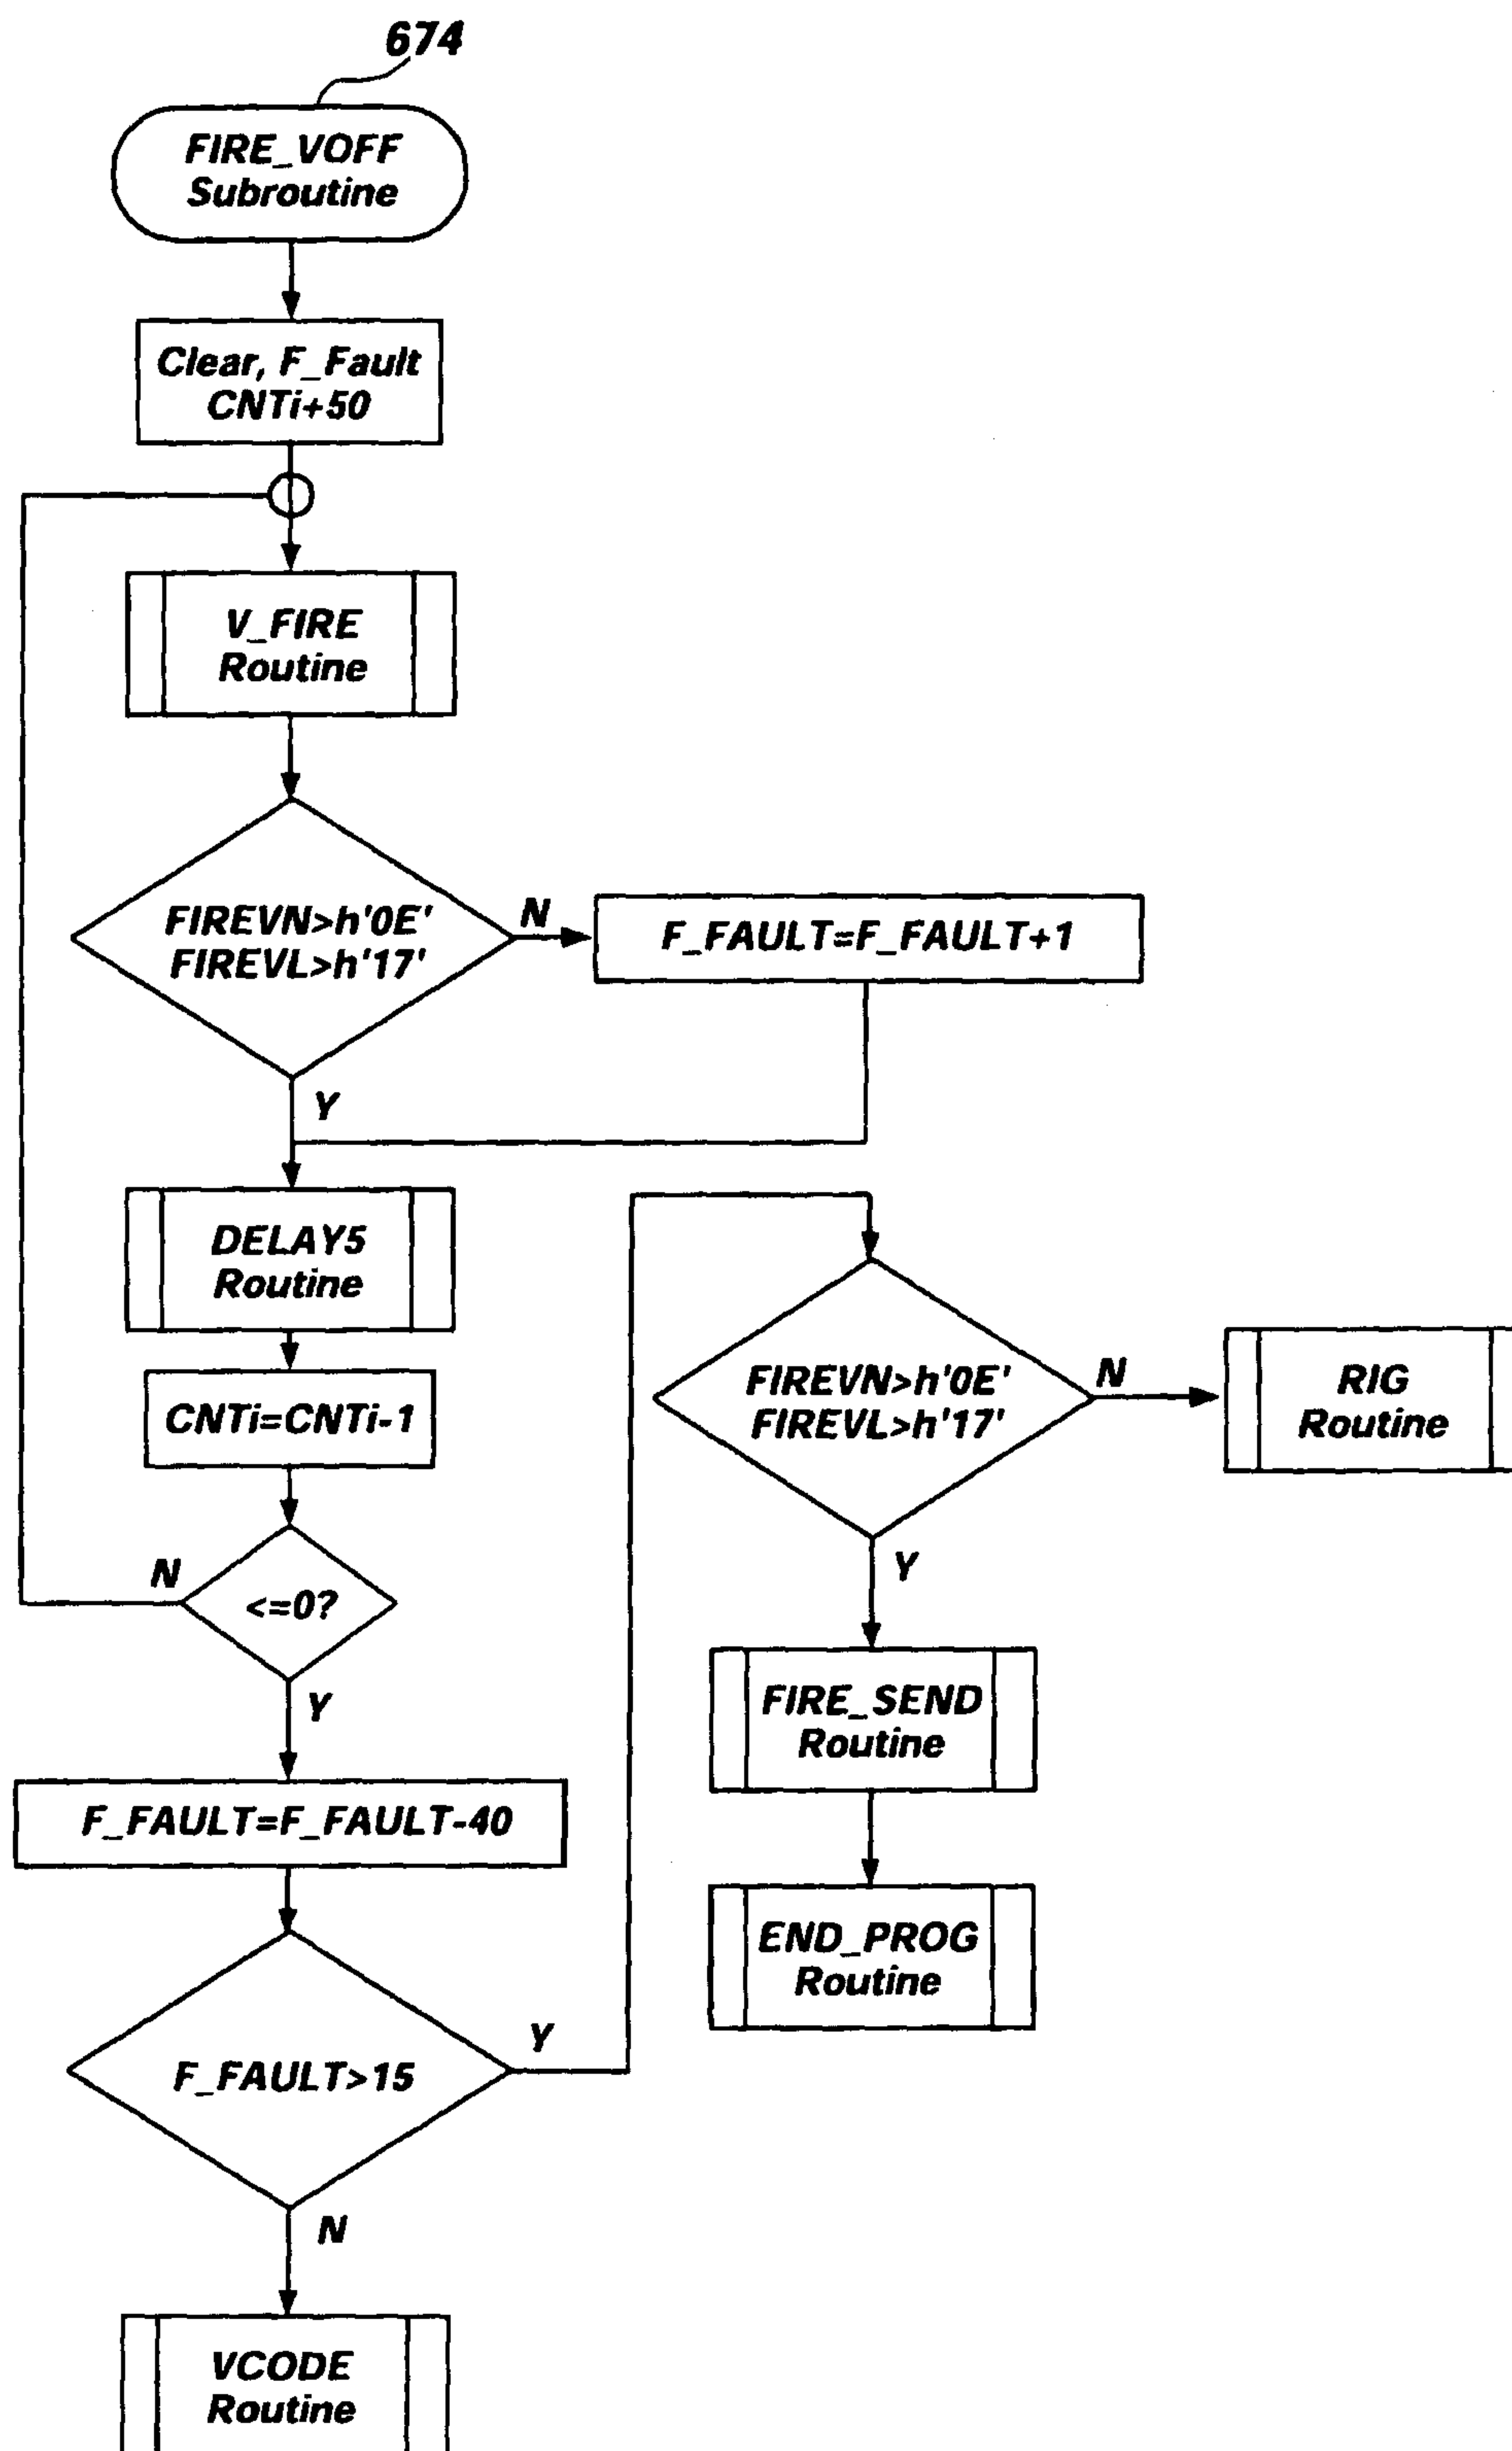 674
FIRE_VOFF
Subroutine
Clear, F_Fault
CNTi+50
V_FIRE
Routine
FIREVN>h'0E'
FIREVL>h'17'
N
F_FAULT=F_FAULT+1
Y
DELAY5
Routine
CNTi=CNTi-1
<=0?
N
Y
F_FAULT=F_FAULT-40
F_FAULT>15
Y
N
VCODE
Routine
FIREVN>h'0E'
FIREVL>h'17'
N
RIG
Routine
Y
FIRE_SEND
Routine
END_PROG
Routine